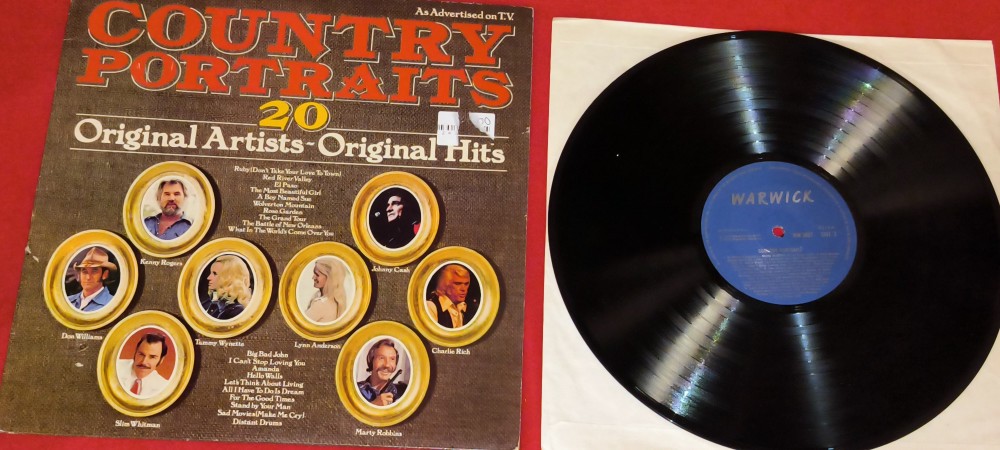 As Advertised on T.V.
COUNTRY
PORTRAITS
20
Original Artists - Original Hits
Ruby (Don't Take Your Love To Town)
Red River Valley
El Paso
The Most Beautiful Girl
A Boy Named Sue
Wolverton Mountain
Rose Garden
The Grand Tour
The Battle of New Orleans
What In The World's Come Over You
Kenny Rogers
Johnny Cash
Don Williams
Tammy Wynette
Lynn Anderson
Charlie Rich
Big Bad John
I Can't Stop Loving You
Amanda
Hello Walls
Let's Think About Living
All I Have To Do Is Dream
For The Good Times
Stand by Your Man
Sad Movies (Make Me Cry)
Distant Drums
Slim Whitman
Marty Robbins
WARWICK